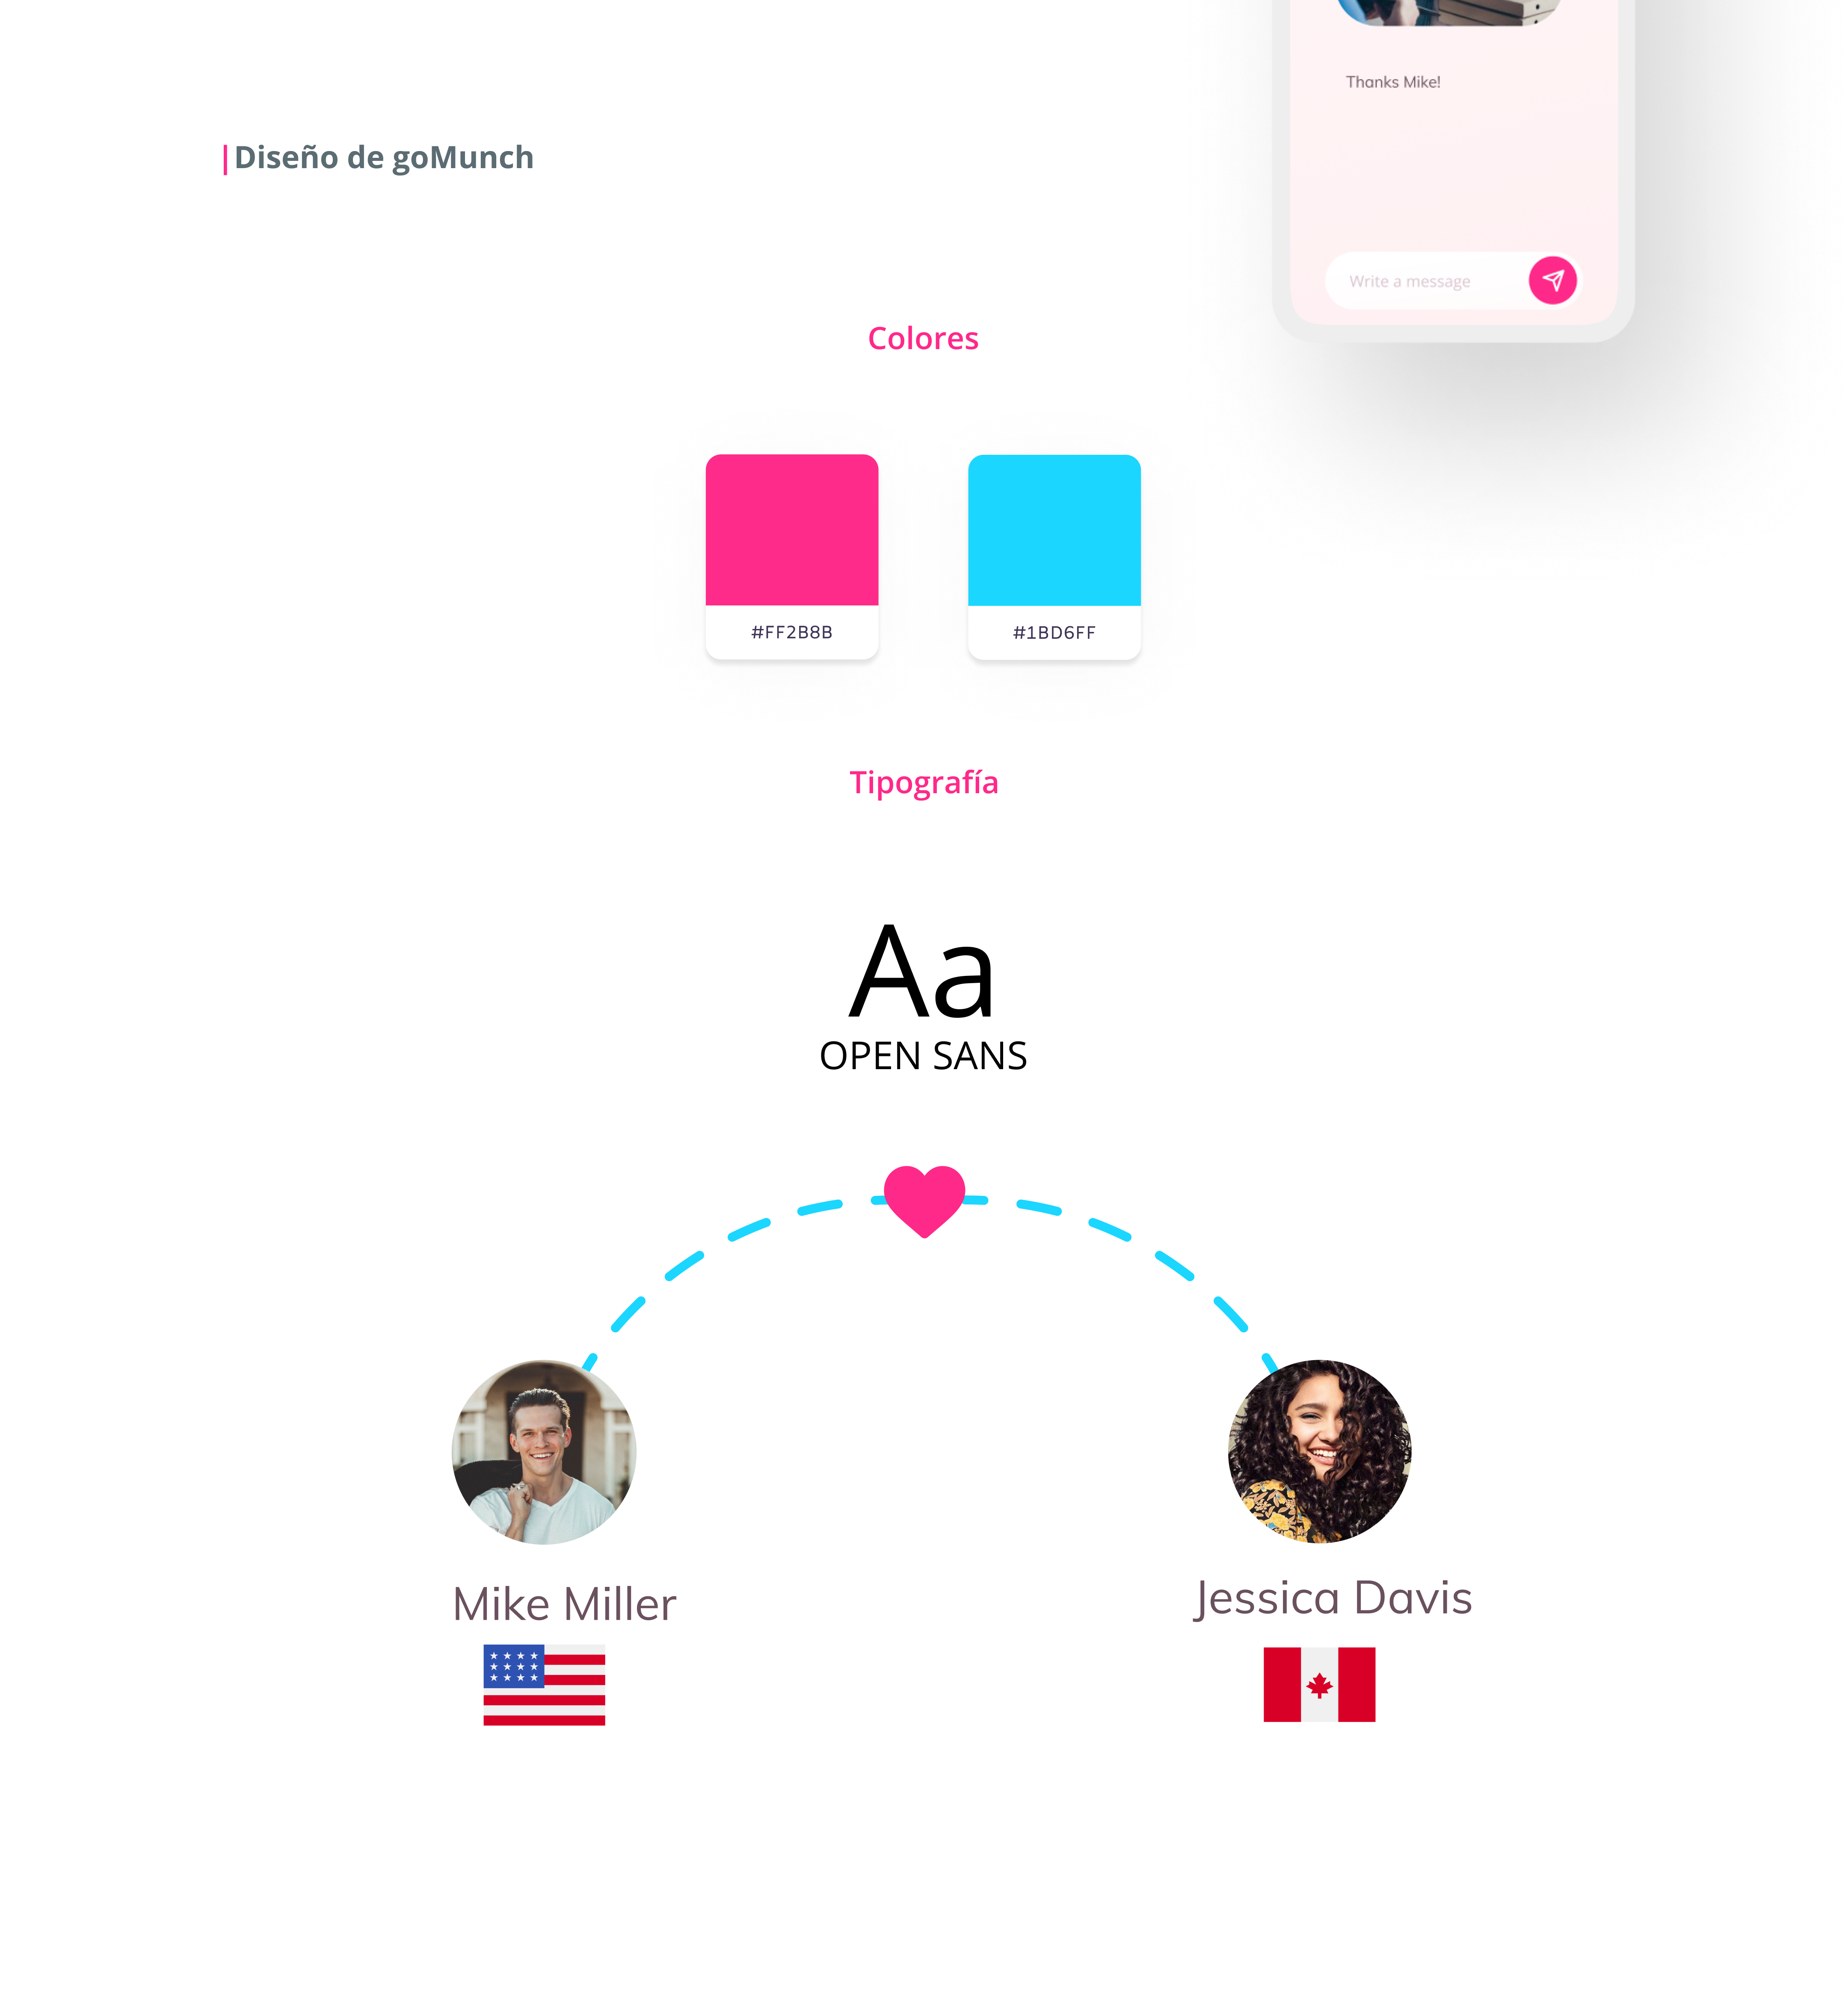 Thanks Mike!
|Diseño de goMunch
Write a message
Colores
#FF2B8B
#1BD6FF
Tipografía
Aa
OPEN SANS
Mike Miller
Jessica Davis